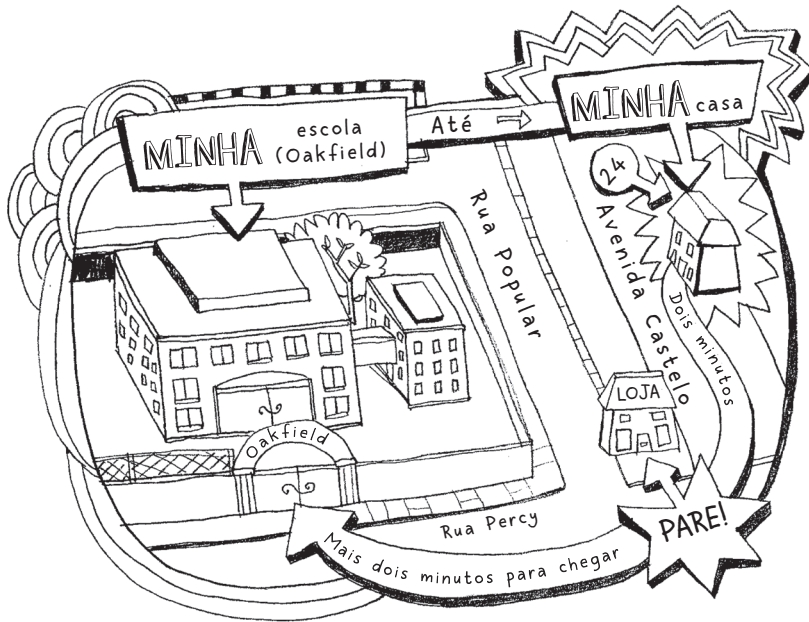 MINHA escola
(Oakfield)
Até
MINHA casa
24
Rua Popular
Avenida Castelo
Dois minutos
LOJA
Oakfield
PARE!
Rua Percy
Mais dois minutos para chegar